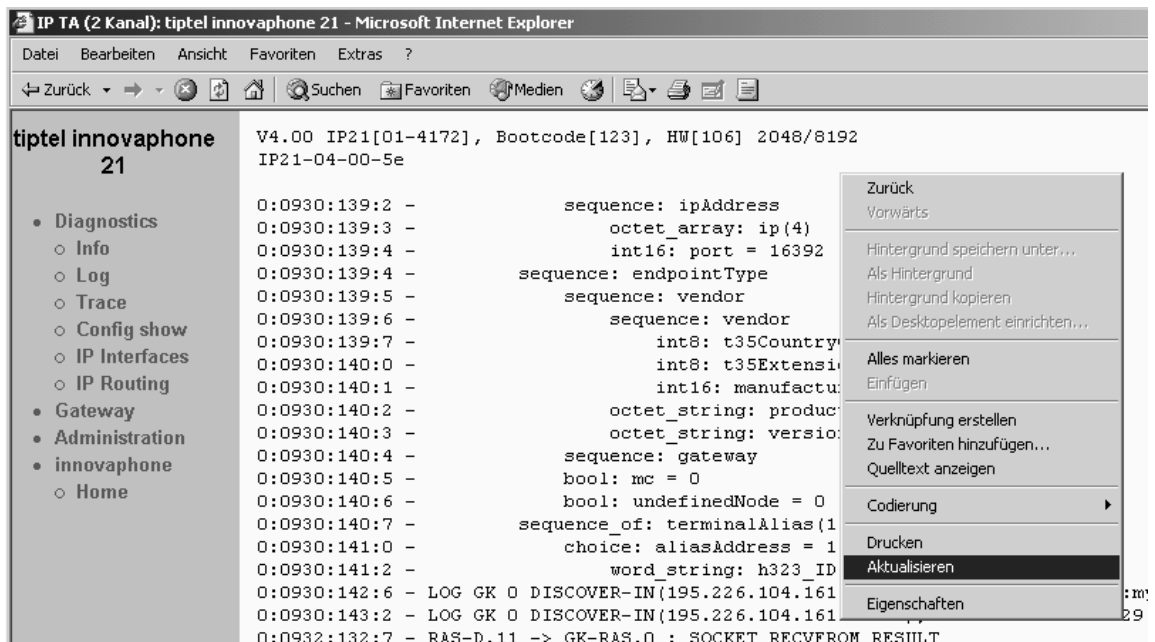 IP TA (2 Kanal): tiptel innovaphone 21 - Microsoft Internet Explorer
Datei Bearbeiten Ansicht Favoriten Extras ?
Zurück Suchen Favoriten Medien
tiptel innovaphone
21
• Diagnostics
○ Info
○ Log
○ Trace
○ Config show
○ IP Interfaces
○ IP Routing
• Gateway
• Administration
• innovaphone
○ Home
V4.00 IP21[01-4172], Bootcode[123], HW[106] 2048/8192
IP21-04-00-5e
0:0930:139:2 - sequence: ipAddress
0:0930:139:3 - octet_array: ip(4)
0:0930:139:4 - int16: port = 16392
0:0930:139:4 - sequence: endpointType
0:0930:139:5 - sequence: vendor
0:0930:139:6 - sequence: vendor
0:0930:139:7 - int8: t35Country
0:0930:140:0 - int8: t35Extensi
0:0930:140:1 - int16: manufactu
0:0930:140:2 - octet_string: produc
0:0930:140:3 - octet_string: versio
0:0930:140:4 - sequence: gateway
0:0930:140:5 - bool: mc = 0
0:0930:140:6 - bool: undefinedNode = 0
0:0930:140:7 - sequence_of: terminalAlias(1
0:0930:141:0 - choice: aliasAddress = 1
0:0930:141:2 - word_string: h323_ID
0:0930:142:6 - LOG GK 0 DISCOVER-IN(195.226.104.161 :my
0:0930:143:2 - LOG GK 0 DISCOVER-IN(195.226.104.161 29
0:0932:132:7 - RAS-D.11 -> GK-RAS.0 : SOCKET_RECVFROM_RESULT
Zurück
Vorwärts
Hintergrund speichern unter...
Als Hintergrund
Hintergrund kopieren
Als Desktopelement einrichten...
Alles markieren
Einfügen
Verknüpfung erstellen
Zu Favoriten hinzufügen...
Quelltext anzeigen
Codierung
Drucken
Aktualisieren
Eigenschaften